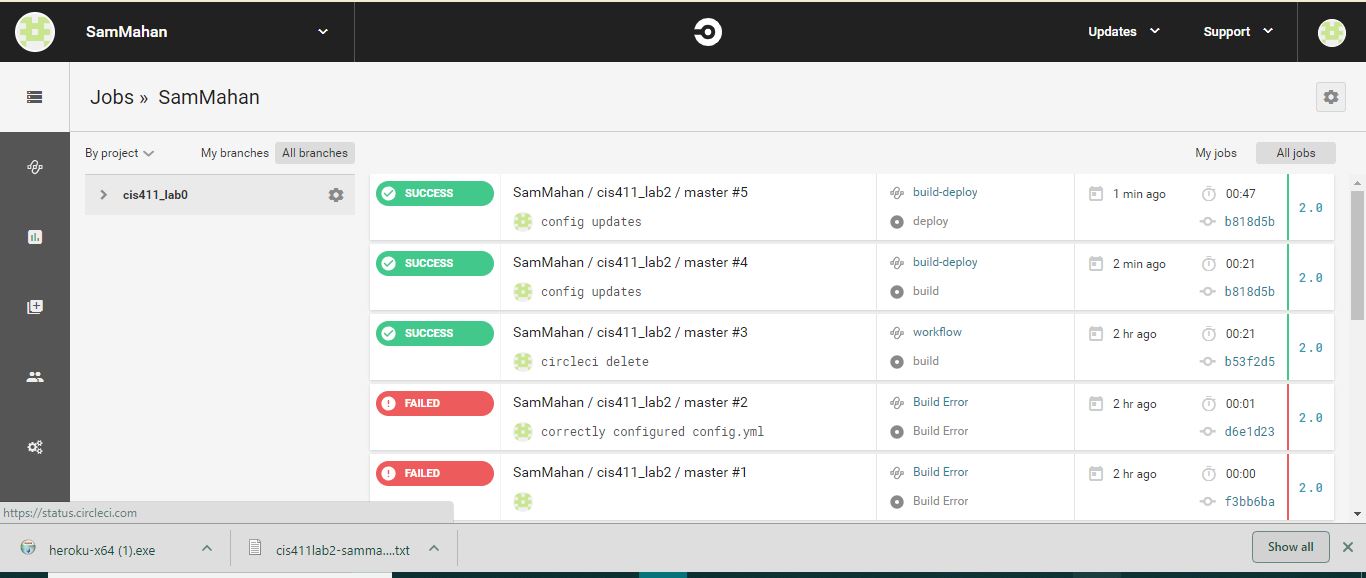 SamMahan
Updates
Support
Jobs » SamMahan
By project
My branches
All branches
My jobs
All jobs
cis411_lab0
SUCCESS
SamMahan / cis411_lab2 / master #5
config updates
build-deploy
deploy
1 min ago
00:47
b818d5b
2.0
SUCCESS
SamMahan / cis411_lab2 / master #4
config updates
build-deploy
build
2 min ago
00:21
b818d5b
2.0
SUCCESS
SamMahan / cis411_lab2 / master #3
circleci delete
workflow
build
2 hr ago
00:21
b53f2d5
2.0
FAILED
SamMahan / cis411_lab2 / master #2
correctly configured config.yml
Build Error
Build Error
2 hr ago
00:01
d6e1d23
2.0
FAILED
SamMahan / cis411_lab2 / master #1
Build Error
Build Error
2 hr ago
00:00
f3bb6ba
2.0
https://status.circleci.com
heroku-x64 (1).exe
cis411lab2-samma....txt
Show all